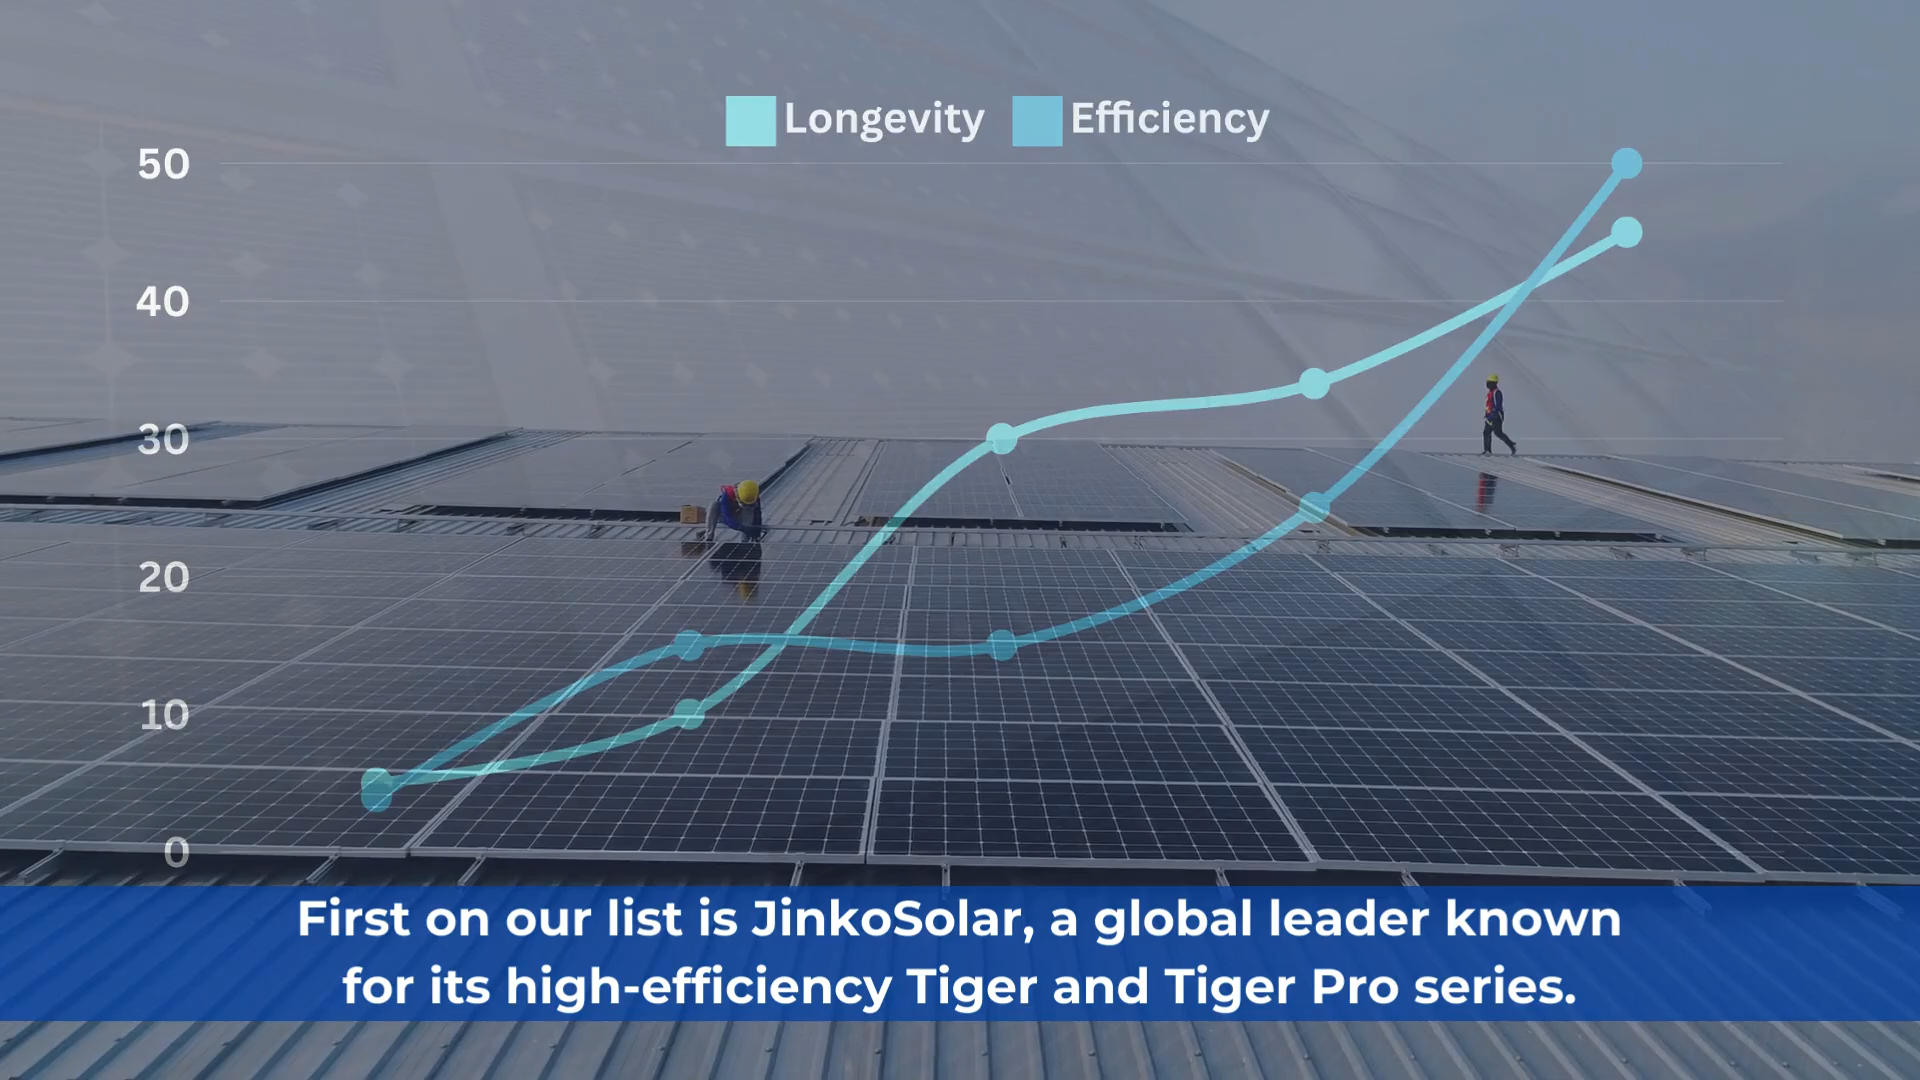 Longevity Efficiency
50
40
30
20
10
0
First on our list is JinkoSolar, a global leader known
for its high-efficiency Tiger and Tiger Pro series.